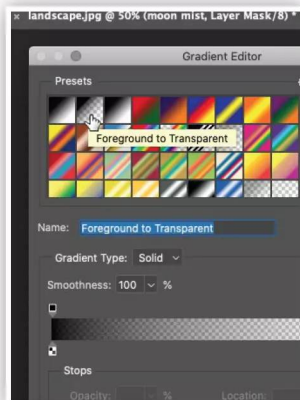 × landscape.jpg @ 50% (moon mist, Layer Mask/8) *
Gradient Editor
Presets
Foreground to Transparent
Name: Foreground to Transparent
Gradient Type: Solid
Smoothness: 100 %
Stops
Opacity: % Location: